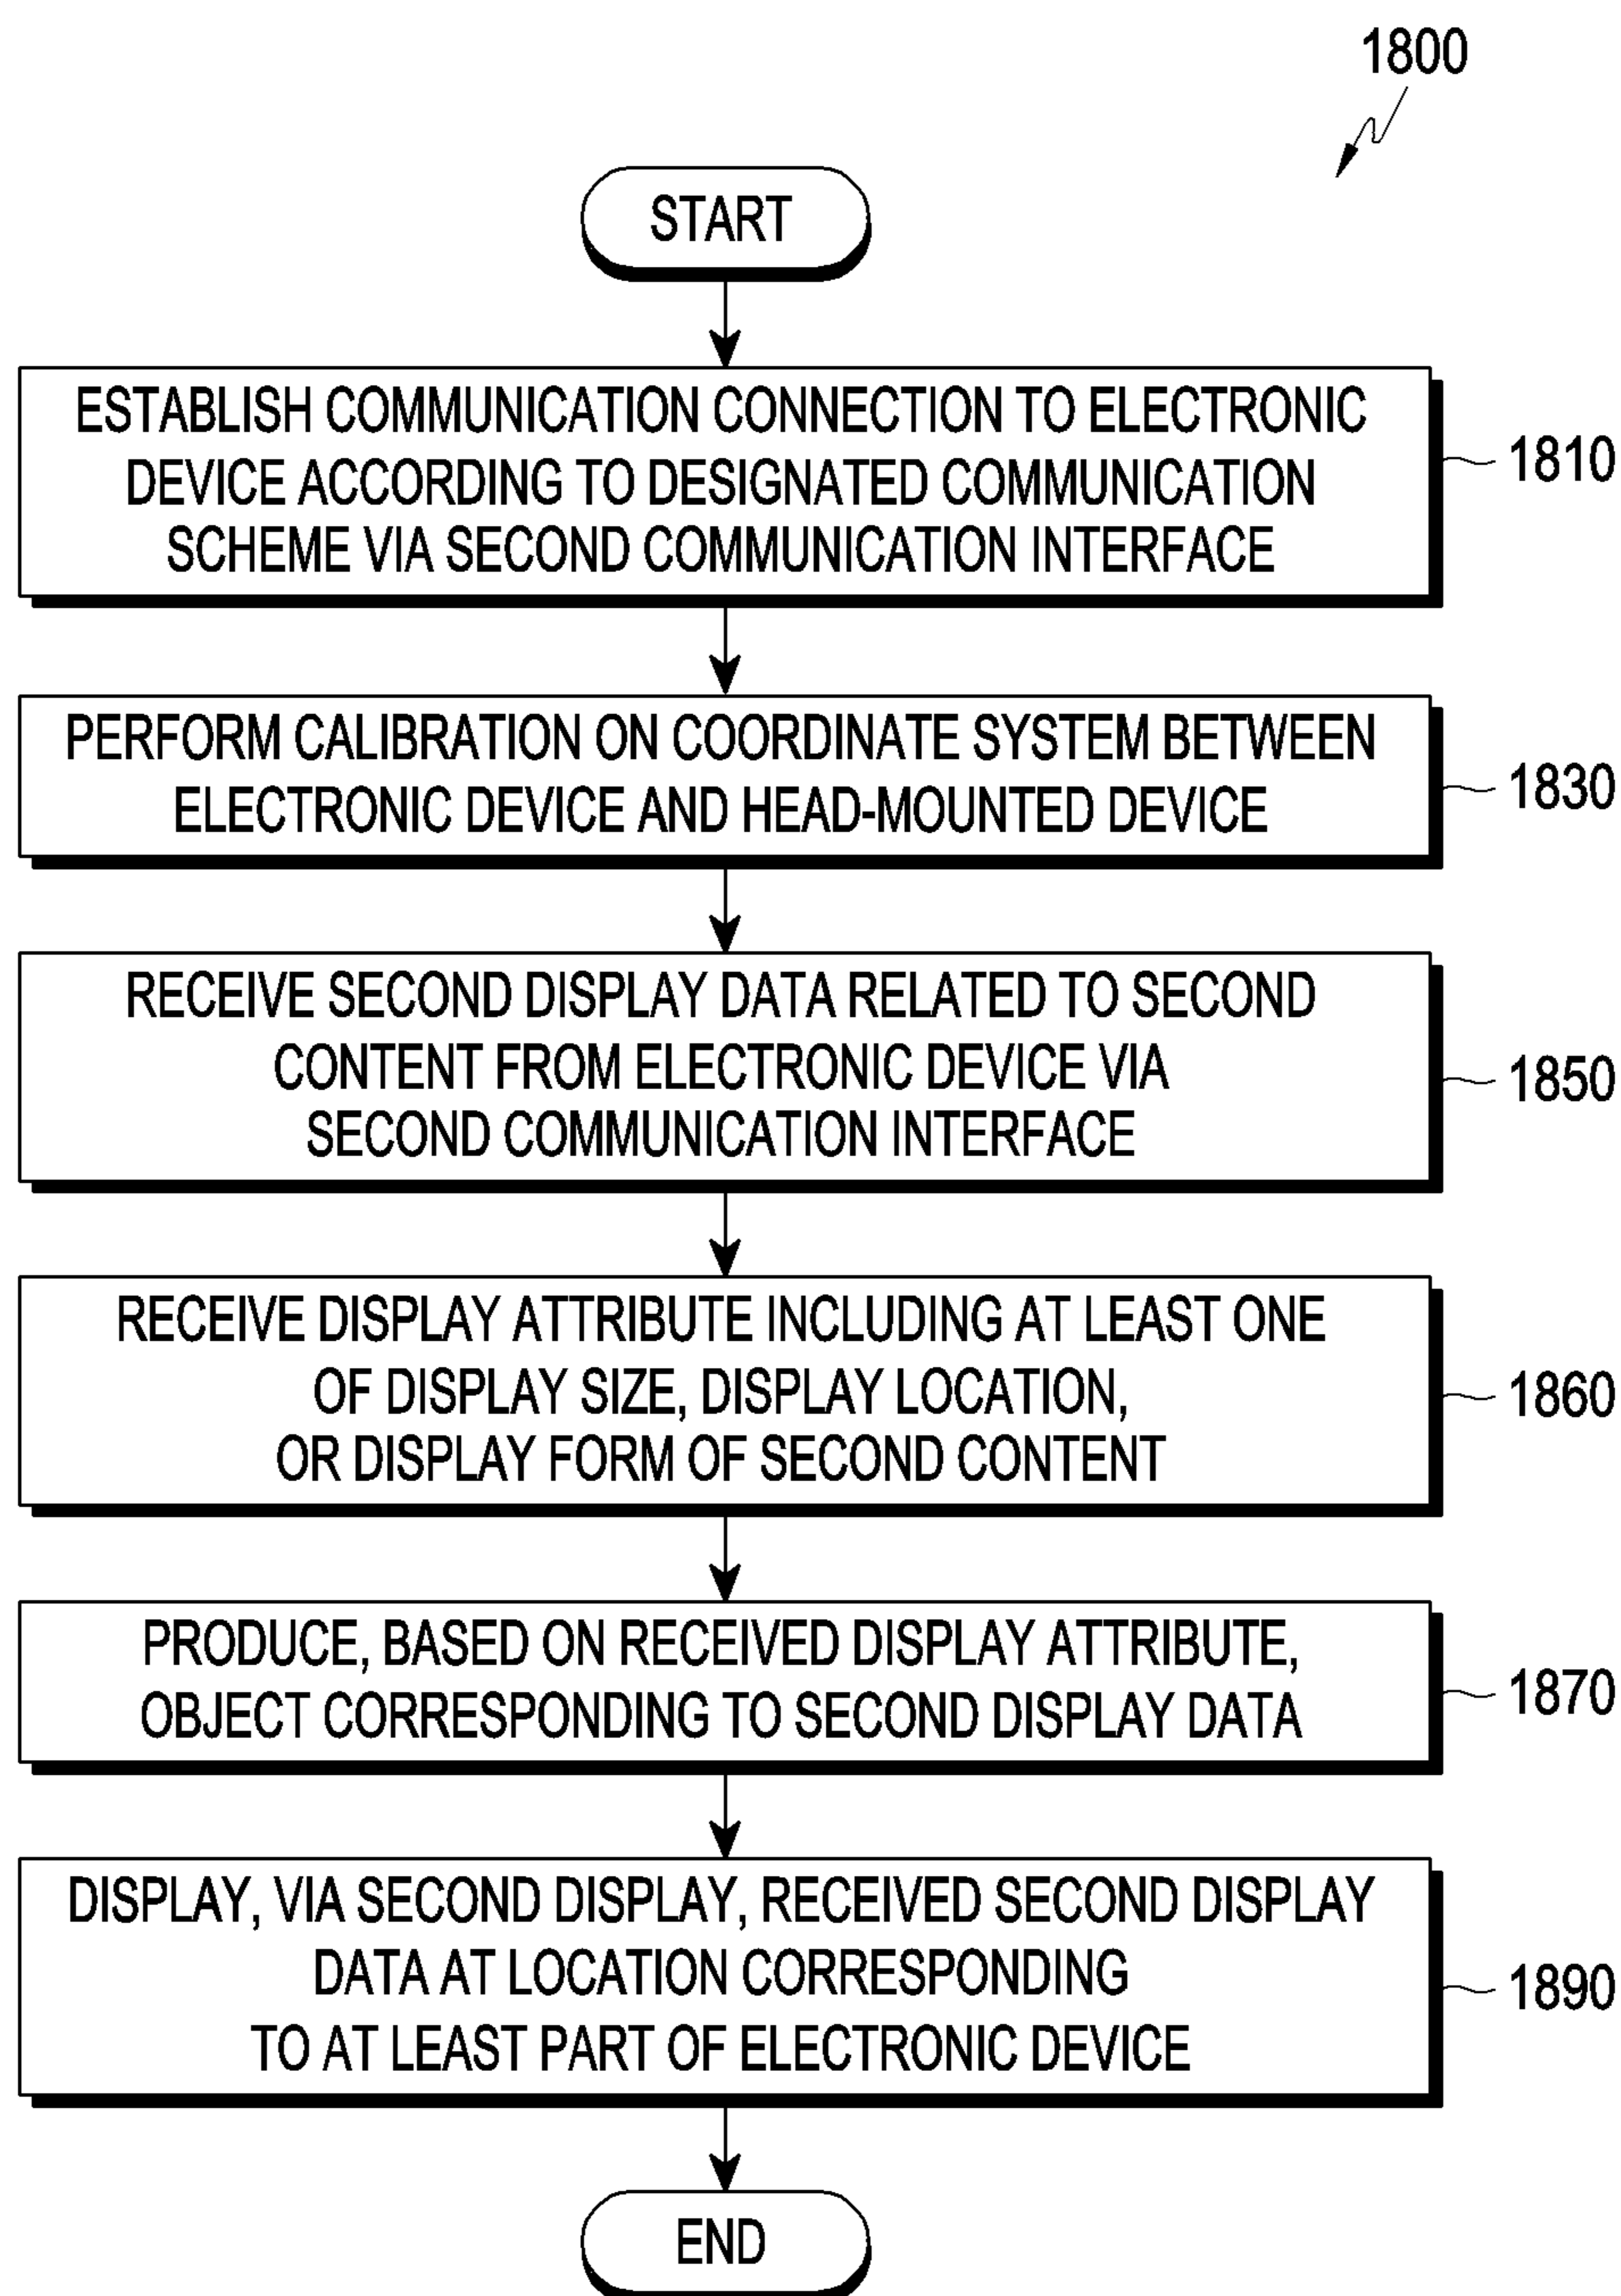 1800
START
ESTABLISH COMMUNICATION CONNECTION TO ELECTRONIC
DEVICE ACCORDING TO DESIGNATED COMMUNICATION
SCHEME VIA SECOND COMMUNICATION INTERFACE
1810
PERFORM CALIBRATION ON COORDINATE SYSTEM BETWEEN
ELECTRONIC DEVICE AND HEAD-MOUNTED DEVICE
1830
RECEIVE SECOND DISPLAY DATA RELATED TO SECOND
CONTENT FROM ELECTRONIC DEVICE VIA
SECOND COMMUNICATION INTERFACE
1850
RECEIVE DISPLAY ATTRIBUTE INCLUDING AT LEAST ONE
OF DISPLAY SIZE, DISPLAY LOCATION,
OR DISPLAY FORM OF SECOND CONTENT
1860
PRODUCE, BASED ON RECEIVED DISPLAY ATTRIBUTE,
OBJECT CORRESPONDING TO SECOND DISPLAY DATA
1870
DISPLAY, VIA SECOND DISPLAY, RECEIVED SECOND DISPLAY
DATA AT LOCATION CORRESPONDING
TO AT LEAST PART OF ELECTRONIC DEVICE
1890
END